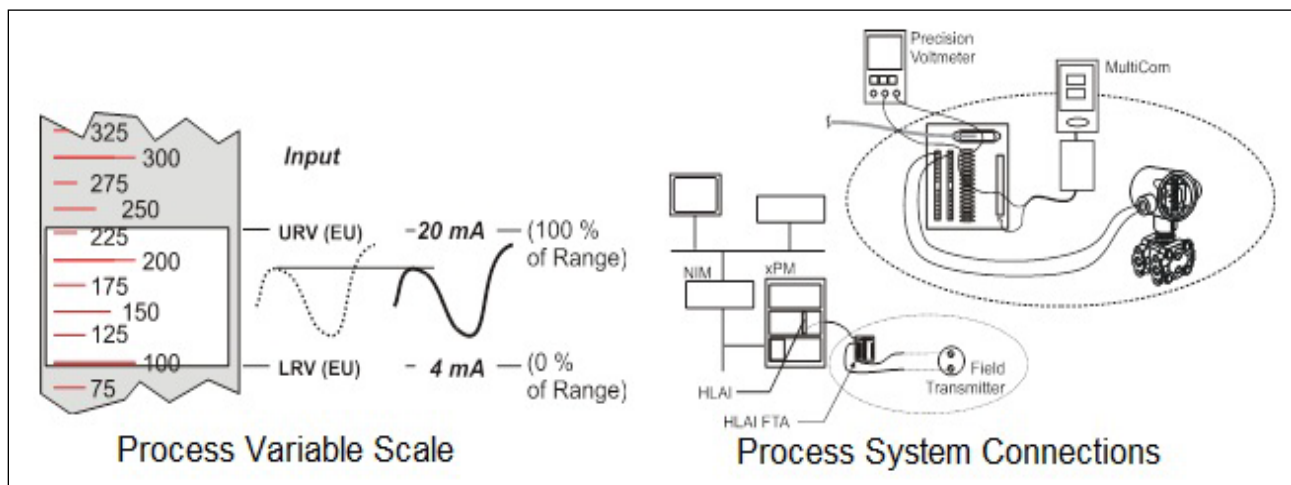 325
300
275
250
225
200
175
150
125
100
75
Input
URV (EU) 20 mA (100 %
of Range)
LRV (EU) 4 mA (0 %
of Range)
Process Variable Scale
Precision
Voltmeter
MultiCom
NIM
xPM
HLAI
HLAI FTA
Field
Transmitter
Process System Connections